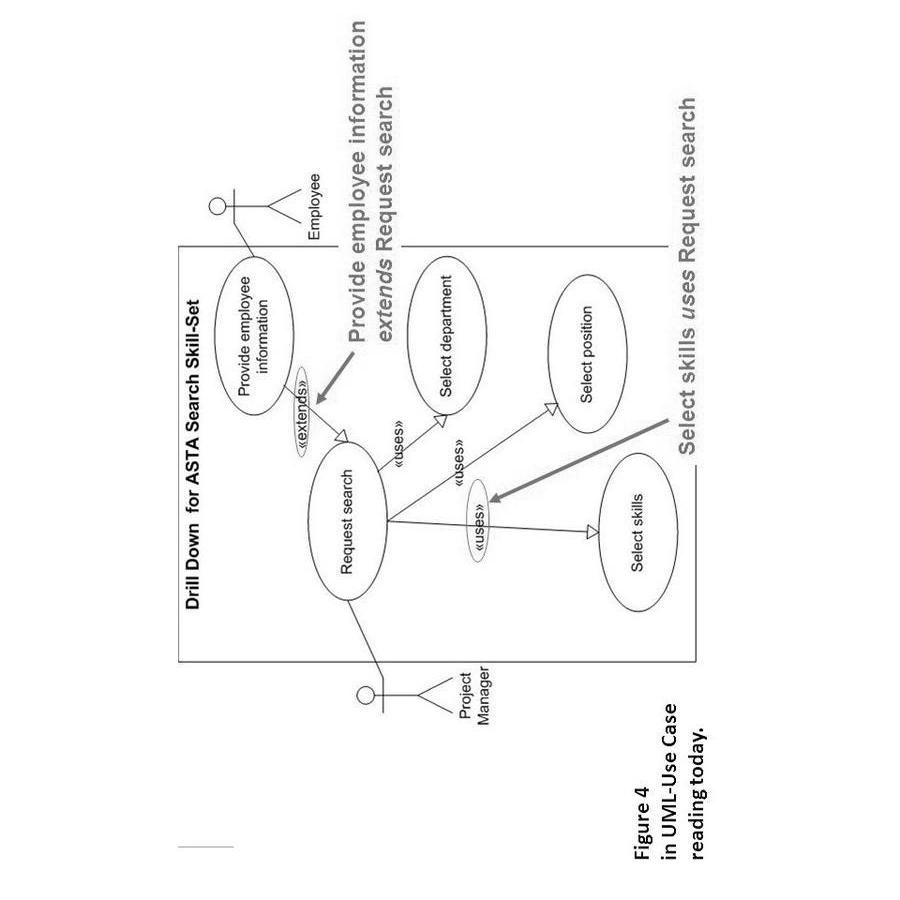 Drill Down  for ASTA Search Skill-Set
Provide employee
information
Employee
«extends»
Provide employee information
extends Request search
Request search
Project
Manager
«uses»
Select department
«uses»
Select position
«uses»
Select skills
Select skills uses Request search
Figure 4
in UML-Use Case
reading today.